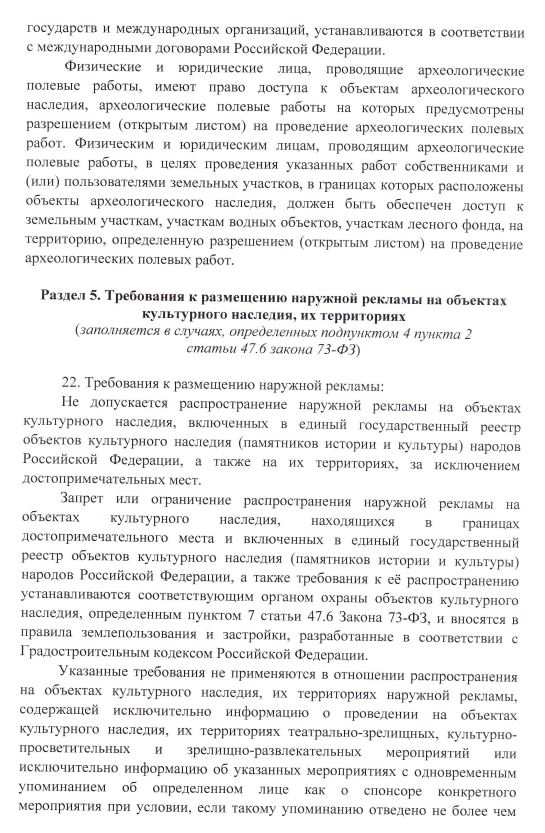 государств и международных организаций, устанавливаются в соответствии
с международными договорами Российской Федерации.
Физические и юридические лица, проводящие археологические
полевые работы, имеют право доступа к объектам археологического
наследия, археологические полевые работы на которых предусмотрены
разрешением (открытым листом) на проведение археологических полевых
работ. Физическим и юридическим лицам, проводящим археологические
полевые работы, в целях проведения указанных работ собственниками и
(или) пользователями земельных участков, в границах которых расположены
объекты археологического наследия, должен быть обеспечен доступ к
земельным участкам, участкам водных объектов, участкам лесного фонда, на
территорию, определенную разрешением (открытым листом) на проведение
археологических полевых работ.
Раздел 5. Требования к размещению наружной рекламы на объектах
культурного наследия, их территориях
(заполняется в случаях, определенных подпунктом 4 пункта 2
статьи 47.6 закона 73-ФЗ)
22. Требования к размещению наружной рекламы:
Не допускается распространение наружной рекламы на объектах
культурного наследия, включенных в единый государственный реестр
объектов культурного наследия (памятников истории и культуры) народов
Российской Федерации, а также на их территориях, за исключением
достопримечательных мест.
Запрет или ограничение распространения наружной рекламы на
объектах культурного наследия, находящихся в границах
достопримечательного места и включенных в единый государственный
реестр объектов культурного наследия (памятников истории и культуры)
народов Российской Федерации, а также требования к её распространению
устанавливаются соответствующим органом охраны объектов культурного
наследия, определенным пунктом 7 статьи 47.6 Закона 73-ФЗ, и вносятся в
правила землепользования и застройки, разработанные в соответствии с
Градостроительным кодексом Российской Федерации.
Указанные требования не применяются в отношении распространения
на объектах культурного наследия, их территориях наружной рекламы,
содержащей исключительно информацию о проведении на объектах
культурного наследия, их территориях театрально-зрелищных, культурно-
просветительных и зрелищно-развлекательных мероприятий или
исключительно информацию об указанных мероприятиях с одновременным
упоминанием об определенном лице как о спонсоре конкретного
мероприятия при условии, если такому упоминанию отведено не более чем